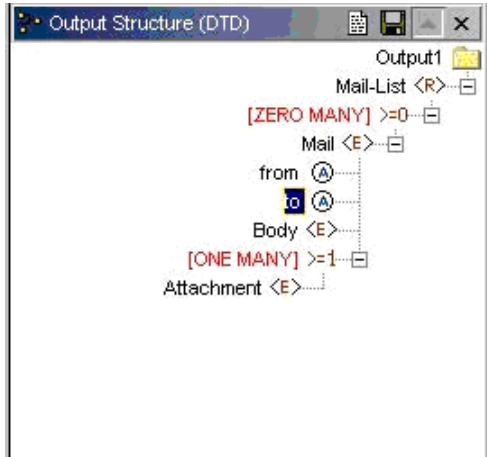 Output Structure (DTD)
Output1
Mail-List <R>
[ZERO MANY] >=0
Mail <E>
from A
to A
Body <E>
[ONE MANY] >=1
Attachment <E>